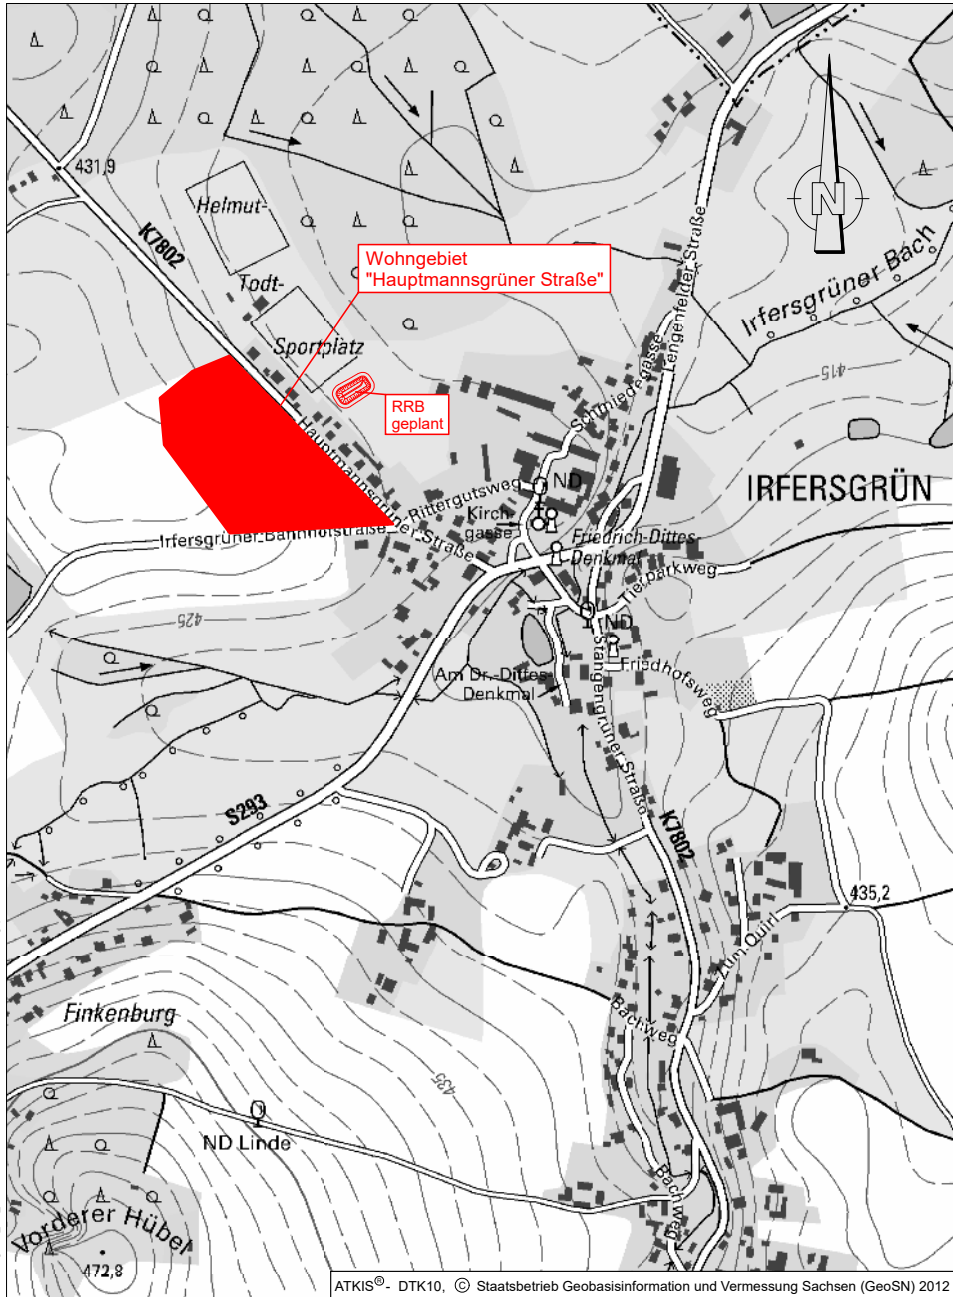 431,9
Helmut-
K7802
N
Wohngebiet
"Hauptmannsgrüner Straße"
Todt-
Lengenfelder Straße
Irfersgrüner Bach
Sportplatz
415
RRB
geplant
Schmiedegasse
Hauptmannsgrüner Straße
Rittergutsweg
ND
IRFERSGRÜN
Kirch-
gasse
Irfersgrüner Bahnhofstraße
Friedrich-Dittes-
Denkmal
Tierparkweg
425
ND
Friedhofsweg
Am Dr.-Dittes-
Denkmal
Stangengrüner Straße
S293
K7802
435,2
Zum Quirl
Finkenburg
Bachweg
435
ND Linde
Bachweg
Vorderer Hübel
472,8
ATKIS® - DTK10, © Staatsbetrieb Geobasisinformation und Vermessung Sachsen (GeoSN) 2012